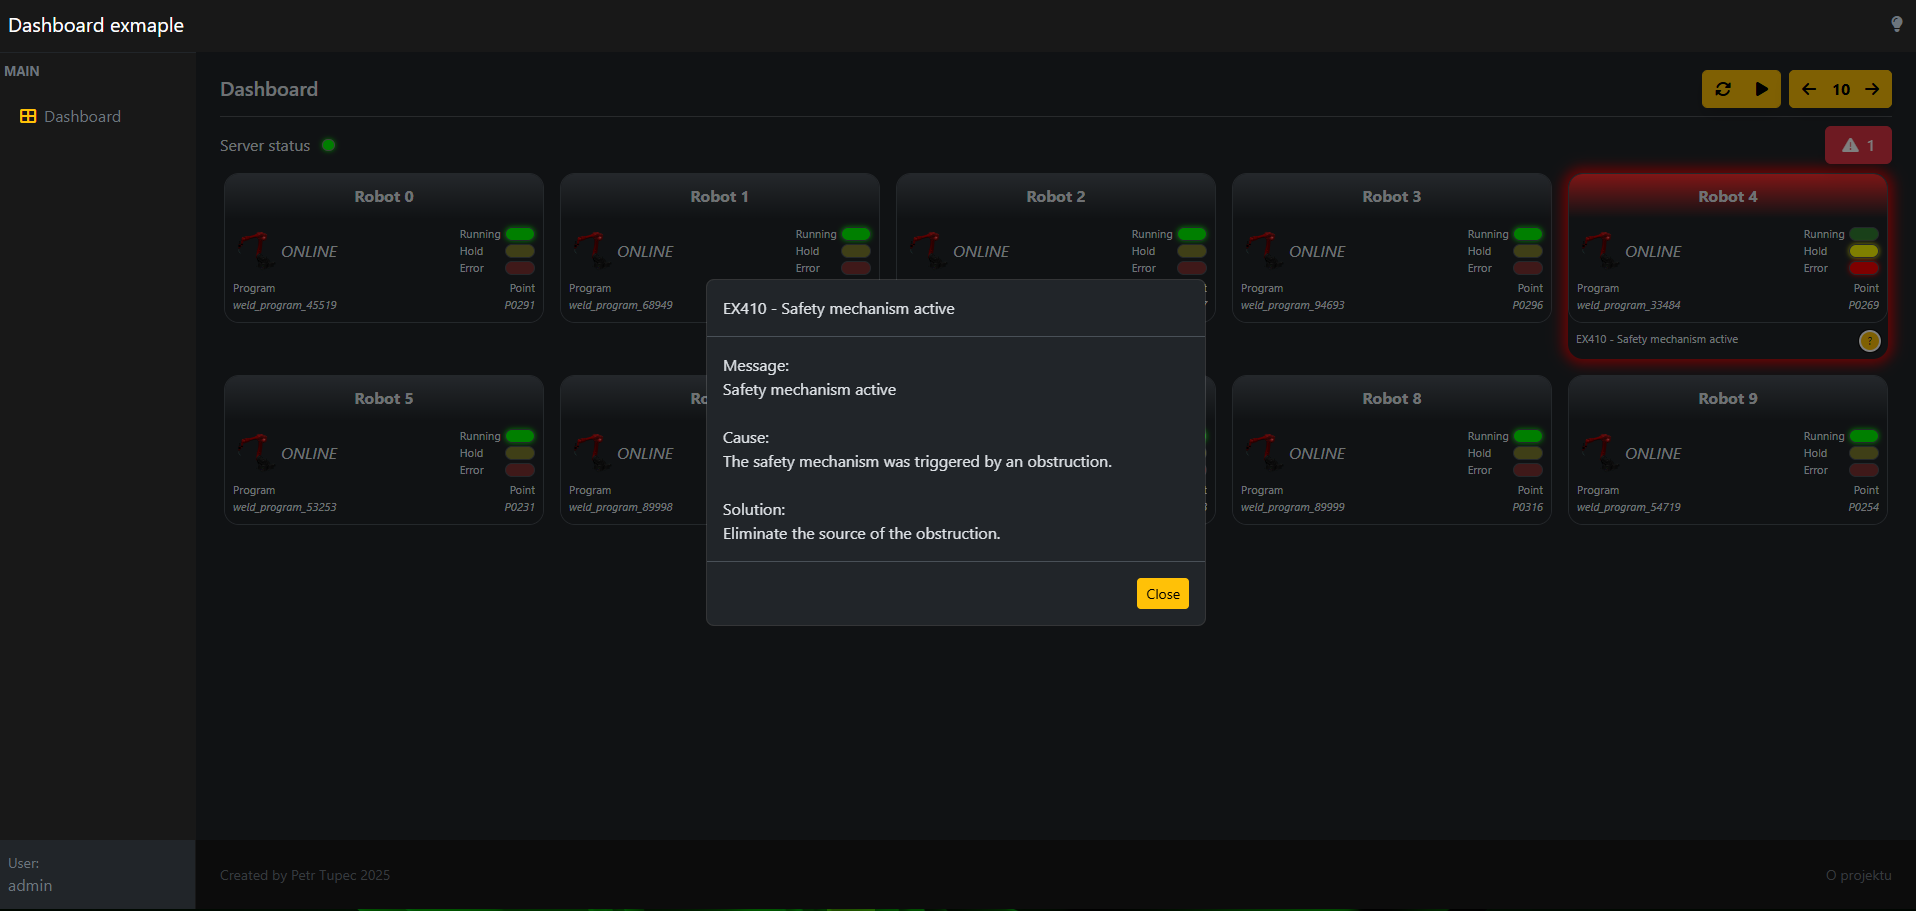 Dashboard exmaple
MAIN
Dashboard
Dashboard
10
Server status
1
Robot 0
ONLINE
Running
Hold
Error
Program
Point
weld_program_45519
P0291
Robot 1
ONLINE
Running
Hold
Error
Program
weld_program_68949
Robot 2
ONLINE
Running
Hold
Error
Robot 3
ONLINE
Running
Hold
Error
Program
Point
weld_program_94693
P0296
Robot 4
ONLINE
Running
Hold
Error
Program
Point
weld_program_33484
P0269
EX410 - Safety mechanism active
?
EX410 - Safety mechanism active
Message:
Safety mechanism active
Cause:
The safety mechanism was triggered by an obstruction.
Solution:
Eliminate the source of the obstruction.
Close
Robot 5
ONLINE
Running
Hold
Error
Program
Point
weld_program_53253
P0231
ONLINE
Program
weld_program_89998
Robot 8
ONLINE
Running
Hold
Error
Program
Point
weld_program_89999
P0316
Robot 9
ONLINE
Running
Hold
Error
Program
Point
weld_program_54719
P0254
User:
admin
Created by Petr Tupec 2025
O projektu